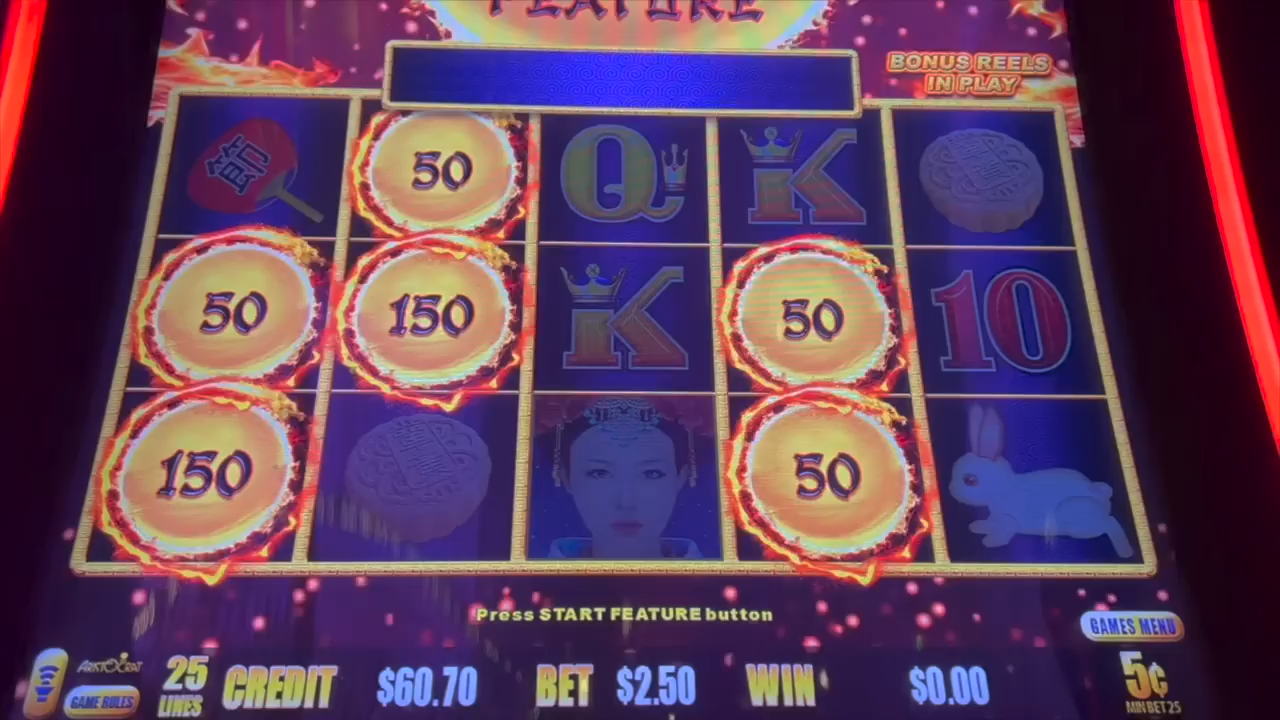 FEATURE
BONUS REELS
IN PLAY
50
Q
K
50
150
K
50
10
150
50
Press START FEATURE button
GAMES MENU
ARISTOCRAT
GAME RULES
25
LINES
CREDIT
$60.70
BET
$2.50
WIN
$0.00
5¢
MIN BET 25